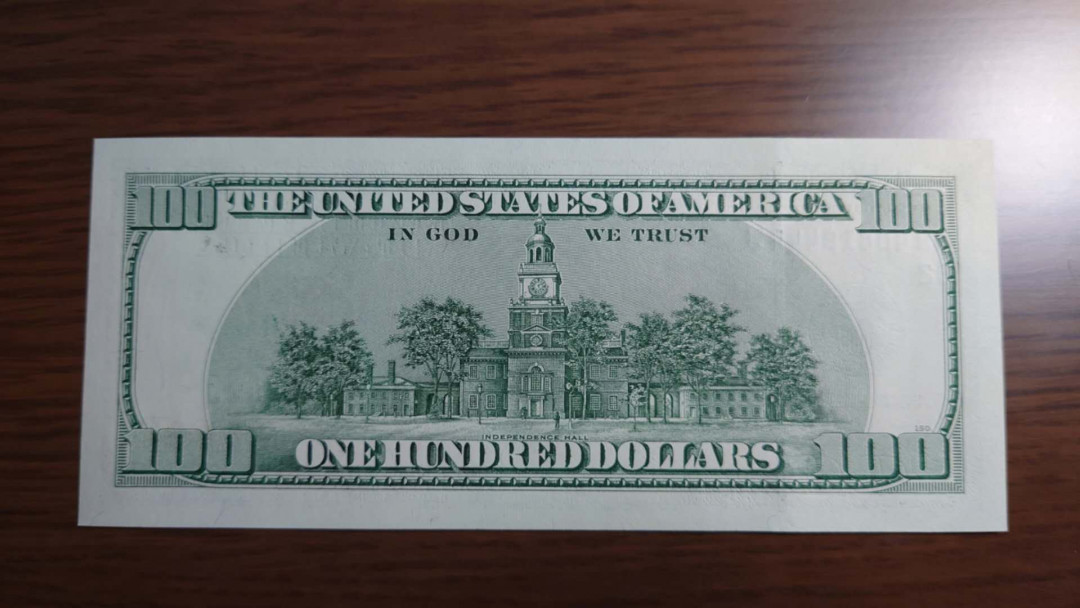 100 THE UNITED STATES OF AMERICA 100
IN GOD WE TRUST
INDEPENDENCE HALL
100 ONE HUNDRED DOLLARS 100